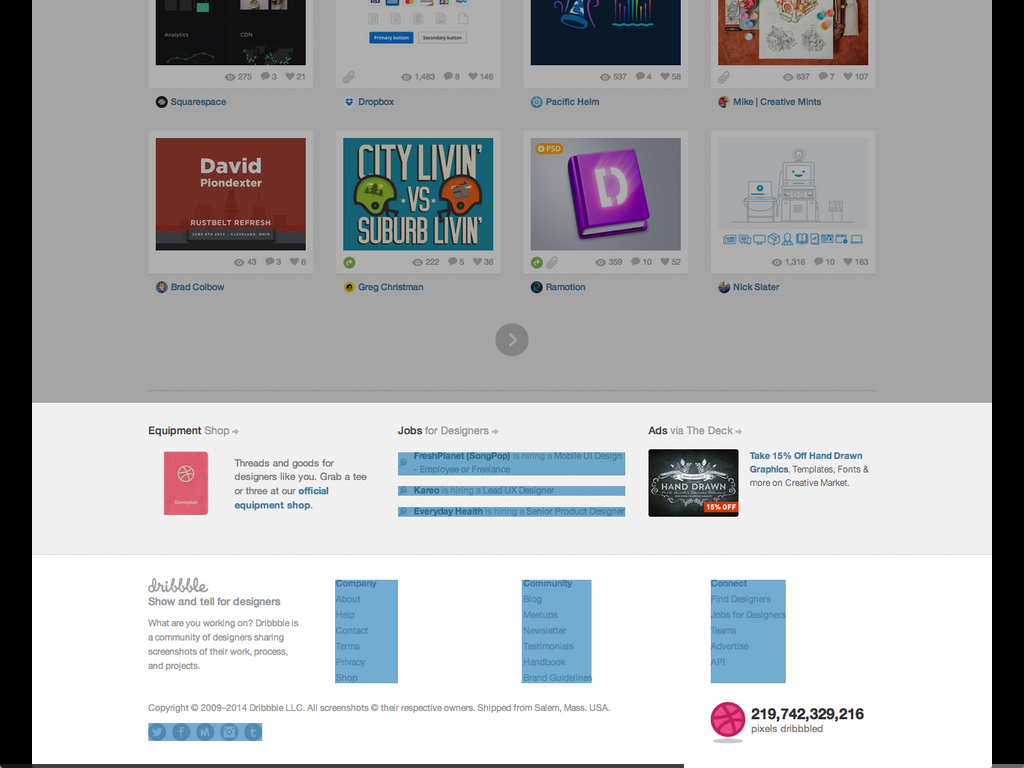 Analytics
CDN
Primary button
Secondary button
275 3 21
1,483 8 146
537 4 58
837 7 107
Squarespace
Dropbox
Pacific Helm
Mike | Creative Mints
David
Piondexter
RUSTBELT REFRESH
JUNE 6TH 2014 · CLEVELAND, OHIO
CITY LIVIN'
VS
SUBURB LIVIN'
PSD
D
43 3 6
222 5 36
359 10 52
1,316 10 183
Brad Colbow
Greg Christman
Ramotion
Nick Slater
Equipment Shop
Threads and goods for
designers like you. Grab a tee
or three at our official
equipment shop.
Jobs for Designers
FreshPlanet (SongPop) is hiring a Mobile UI Design
- Employee or Freelance
Kareo is hiring a Lead UX Designer
Everyday Health is hiring a Senior Product Designer
Ads via The Deck
HAND DRAWN
15% OFF
Take 15% Off Hand Drawn
Graphics, Templates, Fonts &
more on Creative Market.
dribbble
Show and tell for designers
What are you working on? Dribbble is
a community of designers sharing
screenshots of their work, process,
and projects.
Company
About
Help
Contact
Terms
Privacy
Shop
Community
Blog
Meetups
Newsletter
Testimonials
Handbook
Brand Guidelines
Connect
Find Designers
Jobs for Designers
Teams
Advertise
API
Copyright © 2009–2014 Dribbble LLC. All screenshots © their respective owners. Shipped from Salem, Mass. USA.
219,742,329,216
pixels dribbbled